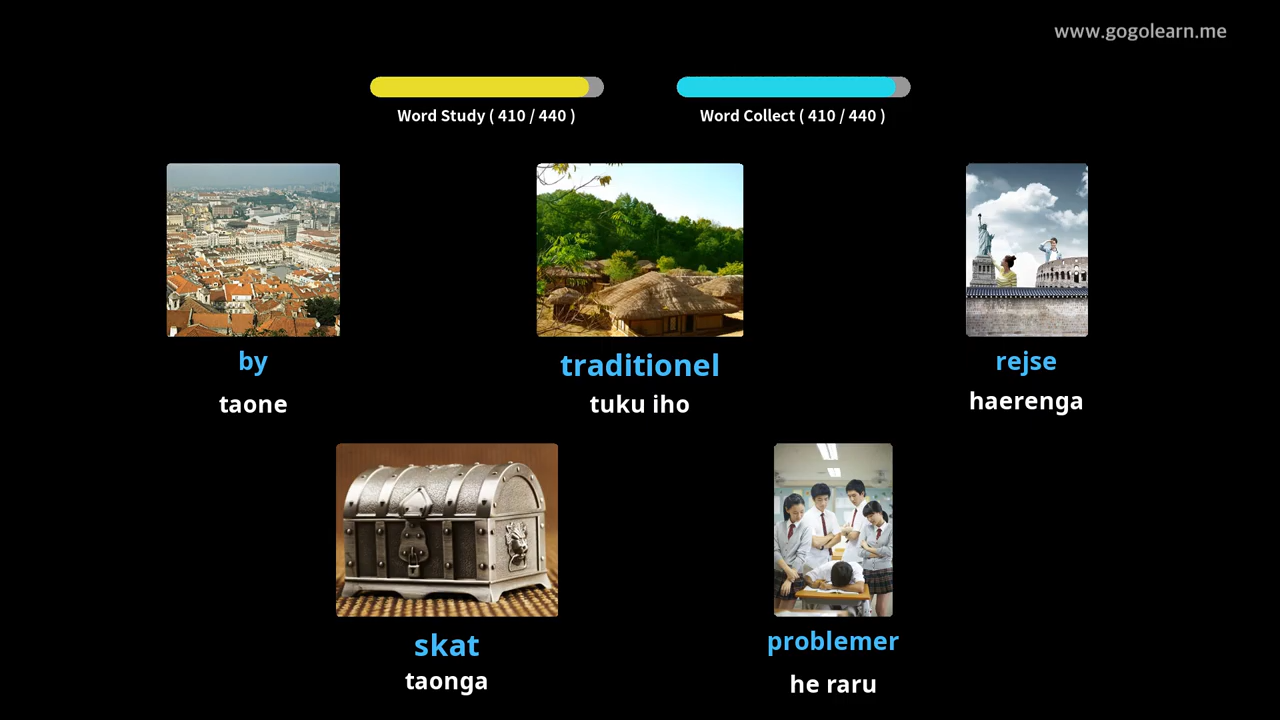 www.gogolearn.me
Word Study ( 410 / 440 )
Word Collect ( 410 / 440 )
by
traditionel
rejse
taone
tuku iho
haerenga
skat
problemer
taonga
he raru